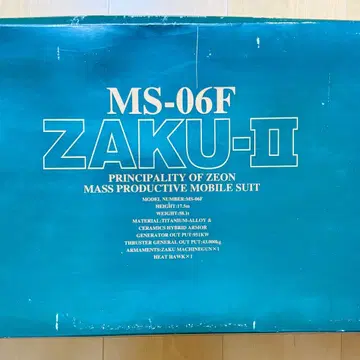 MS-06F
ZAKU-II
PRINCIPALITY OF ZEON
MASS PRODUCTIVE MOBILE SUIT
MODEL NUMBER:MS-06F
HEIGHT:17.5m
WEIGHT:58.1t
MATERIAL:TITANIUM-ALLOY &
CERAMICS HYBRID ARMOR
GENERATOR OUT PUT:951KW
THRUSTER GENERAL OUT PUT:43,000kg
ARMAMENTS:ZAKU MACHINEGUN×1
HEAT HAWK×1